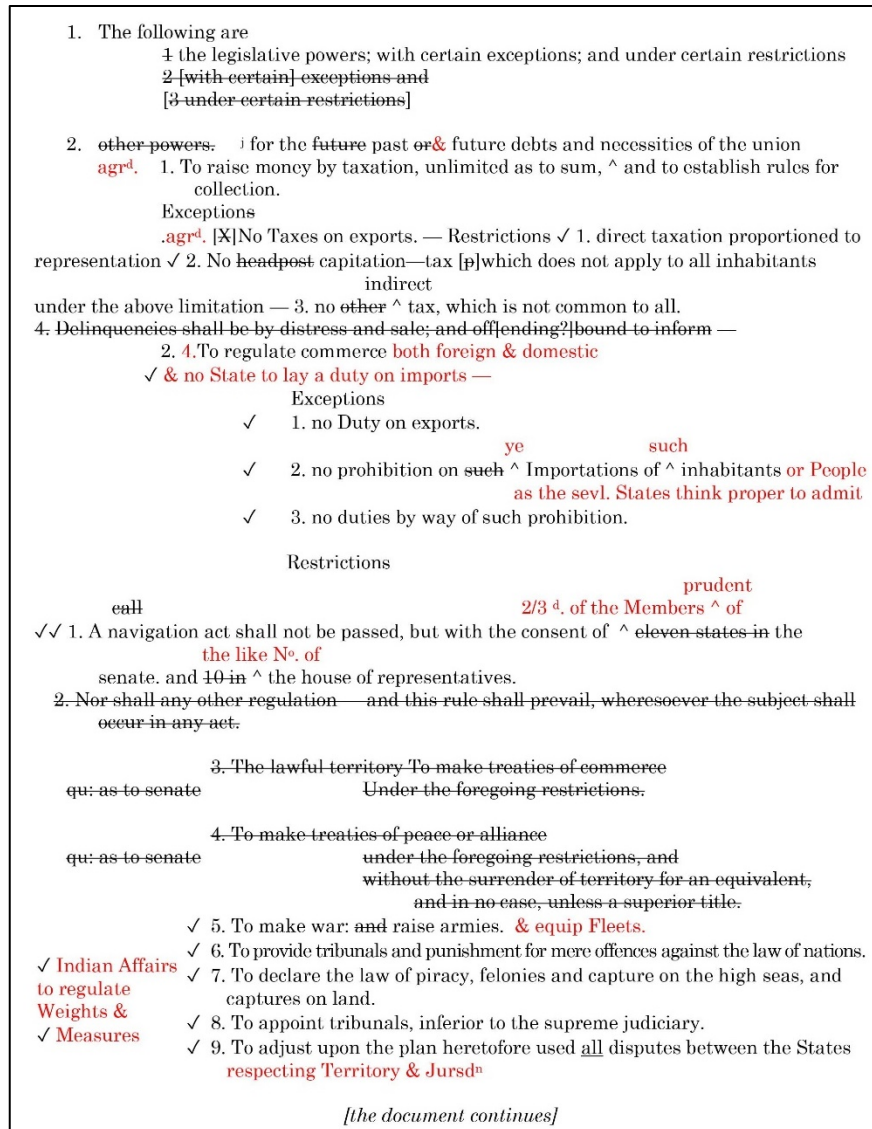 1. The following are
1 the legislative powers; with certain exceptions; and under certain restrictions
2 [with certain] exceptions and
[3 under certain restrictions]
2. other powers. j for the future past or& future debts and necessities of the union
agrd. 1. To raise money by taxation, unlimited as to sum, ^ and to establish rules for
collection.
Exceptions
.agrd. [X]No Taxes on exports. — Restrictions ✓ 1. direct taxation proportioned to
representation ✓ 2. No headpost capitation—tax [p]which does not apply to all inhabitants
indirect
under the above limitation — 3. no other ^ tax, which is not common to all.
4. Delinquencies shall be by distress and sale; and off[ending?]bound to inform —
2. 4.To regulate commerce both foreign & domestic
✓ & no State to lay a duty on imports —
Exceptions
✓ 1. no Duty on exports.
ye such
✓ 2. no prohibition on such ^ Importations of ^ inhabitants or People
as the sevl. States think proper to admit
✓ 3. no duties by way of such prohibition.
Restrictions
prudent
call 2/3 d. of the Members ^ of
✓✓ 1. A navigation act shall not be passed, but with the consent of ^ eleven states in the
the like No. of
senate. and 10 in ^ the house of representatives.
2. Nor shall any other regulation — and this rule shall prevail, wheresoever the subject shall
occur in any act.
3. The lawful territory To make treaties of commerce
qu: as to senate Under the foregoing restrictions.
4. To make treaties of peace or alliance
qu: as to senate under the foregoing restrictions, and
without the surrender of territory for an equivalent,
and in no case, unless a superior title.
✓ 5. To make war: and raise armies. & equip Fleets.
✓ 6. To provide tribunals and punishment for mere offences against the law of nations.
✓ Indian Affairs
to regulate
Weights &
✓ Measures
✓ 7. To declare the law of piracy, felonies and capture on the high seas, and
captures on land.
✓ 8. To appoint tribunals, inferior to the supreme judiciary.
✓ 9. To adjust upon the plan heretofore used all disputes between the States
respecting Territory & Jursdn
[the document continues]